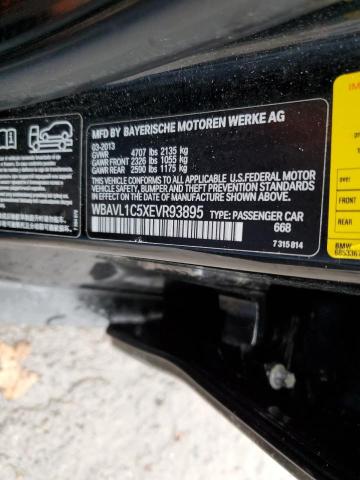 MFD BY BAYERISCHE MOTOREN WERKE AG
03-2013
GVWR 4707 lbs 2135 kg
GAWR FRONT 2326 lbs 1055 kg
GAWR REAR 2590 lbs 1175 kg
THIS VEHICLE CONFORMS TO ALL APPLICABLE U.S. FEDERAL MOTOR
VEHICLE SAFETY, BUMPER, AND THEFT PREVENTION STANDARDS IN
EFFECT ON THE DATE OF MANUFACTURE SHOWN ABOVE.
WBAVL1C5XEVR93895 TYPE: PASSENGER CAR
668
7 315 814
over
FRONT
REAR
BMW